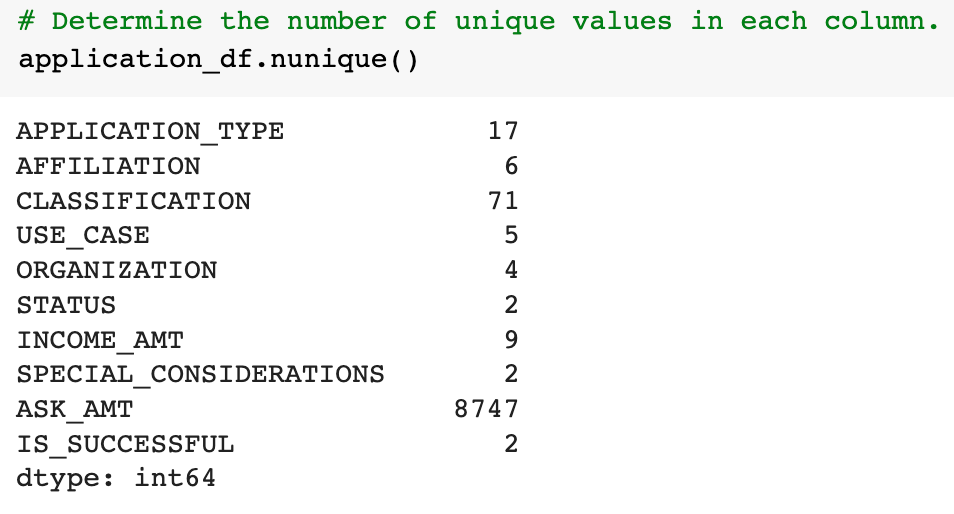 # Determine the number of unique values in each column.
application_df.nunique()
APPLICATION_TYPE 17
AFFILIATION 6
CLASSIFICATION 71
USE_CASE 5
ORGANIZATION 4
STATUS 2
INCOME_AMT 9
SPECIAL_CONSIDERATIONS 2
ASK_AMT 8747
IS_SUCCESSFUL 2
dtype: int64